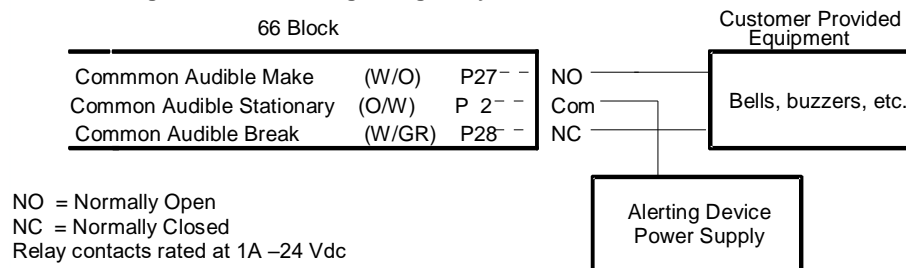 66 Block
Customer Provided
Equipment
Commmon Audible Make (W/O) P27 NO
Common Audible Stationary (O/W) P 2 Com
Common Audible Break (W/GR) P28 NC
Bells, buzzers, etc.
NO = Normally Open
NC = Normally Closed
Relay contacts rated at 1A –24 Vdc
Alerting Device
Power Supply